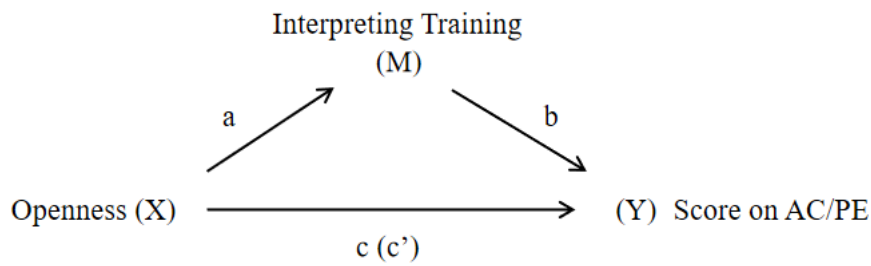 Interpreting Training
(M)
a
b
Openness (X)
(Y) Score on AC/PE
c (c’)